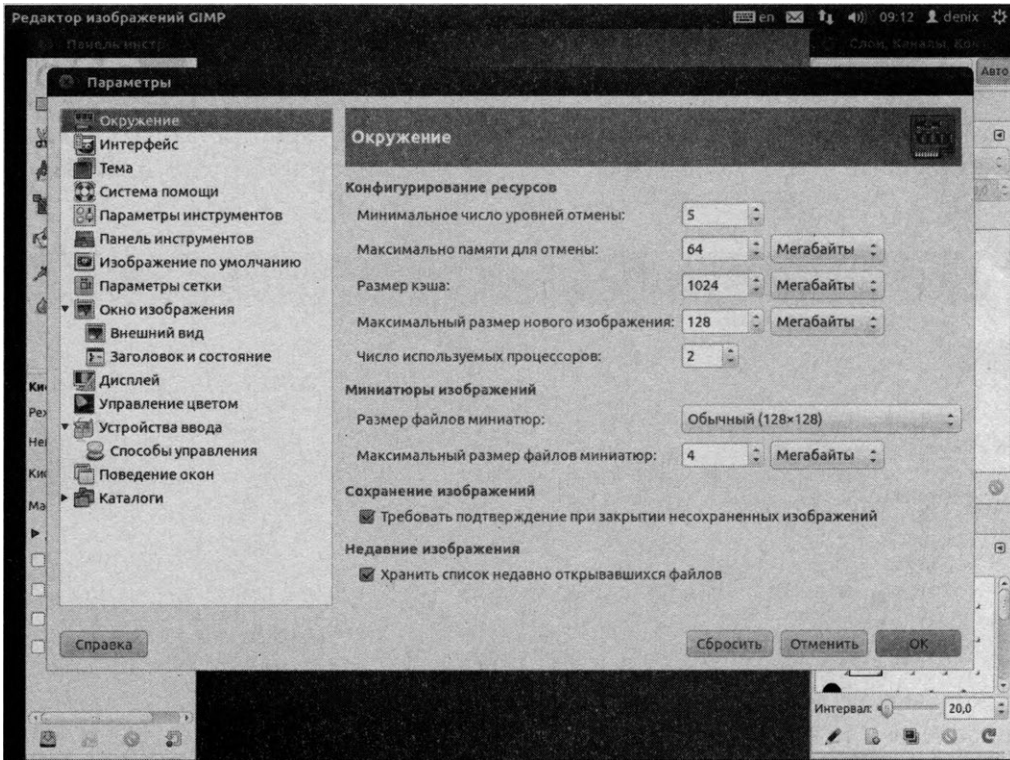 Редактор изображений GIMP
en 09:12 denix
Слои, Каналы,
Авто
Параметры
Окружение
Интерфейс
Тема
Система помощи
Параметры инструментов
Панель инструментов
Изображение по умолчанию
Параметры сетки
Окно изображения
Внешний вид
Заголовок и состояние
Дисплей
Управление цветом
Устройства ввода
Способы управления
Поведение окон
Каталоги
Окружение
Конфигурирование ресурсов
Минимальное число уровней отмены: 5
Максимально памяти для отмены: 64 Мегабайты
Размер кэша: 1024 Мегабайты
Максимальный размер нового изображения: 128 Мегабайты
Число используемых процессоров: 2
Миниатюры изображений
Размер файлов миниатюр: Обычный (128×128)
Максимальный размер файлов миниатюр: 4 Мегабайты
Сохранение изображений
Требовать подтверждение при закрытии несохраненных изображений
Недавние изображения
Хранить список недавно открывавшихся файлов
Справка
Сбросить Отменить ОК
Интервал: 20,0